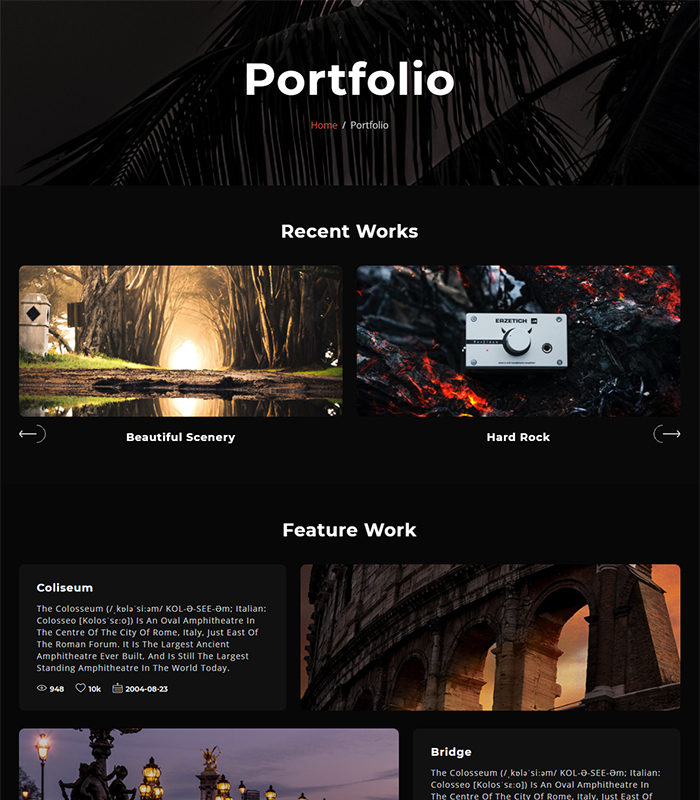 Portfolio
Home / Portfolio
Recent Works
ERZETICH
Beautiful Scenery
Hard Rock
Feature Work
Coliseum
The Colosseum (/ˌkɒləˈsiːəm/ KOL-Ə-SEE-Əm; Italian:
Colosseo [Kolosˈsɛːo]) Is An Oval Amphitheatre In
The Centre Of The City Of Rome, Italy, Just East Of
The Roman Forum. It Is The Largest Ancient
Amphitheatre Ever Built, And Is Still The Largest
Standing Amphitheatre In The World Today.
948 10k 2004-08-23
Bridge
The Colosseum (/ˌkɒləˈsiːəm/ KOL-Ə-SEE-Əm; Italian:
Colosseo [Kolosˈsɛːo]) Is An Oval Amphitheatre In
The Centre Of The City Of Rome, Italy, Just East Of